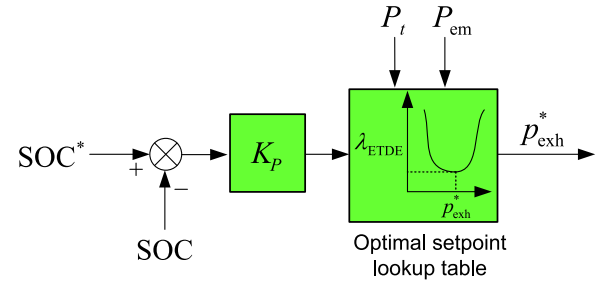 P_t P_em
SOC* + − K_P λ_ETDE p*_exh p*_exh
SOC
Optimal setpoint
lookup table